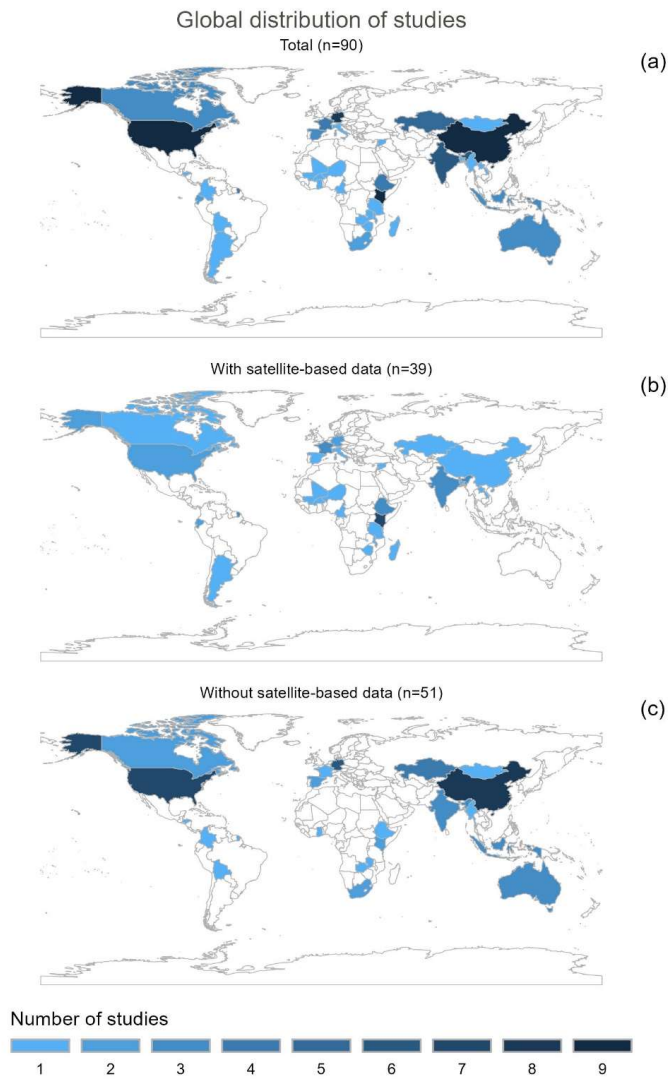 Global distribution of studies
Total (n=90)
(a)
With satellite-based data (n=39)
(b)
Without satellite-based data (n=51)
(c)
Number of studies
1 2 3 4 5 6 7 8 9